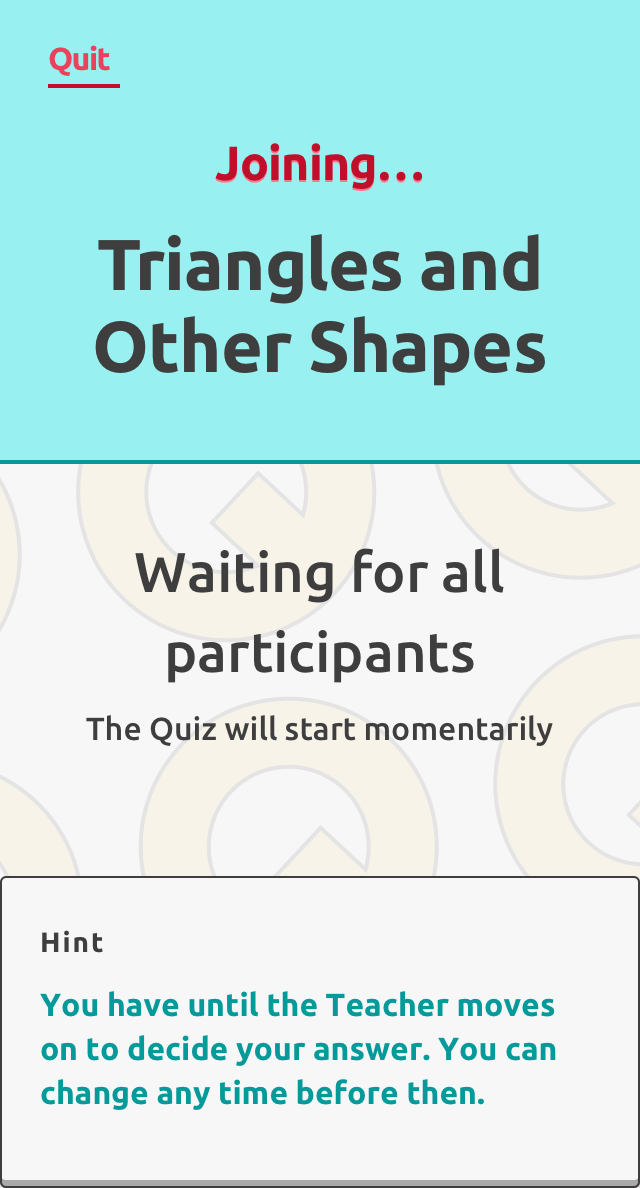 Quit
Joining...
Triangles and
Other Shapes
Waiting for all
participants
The Quiz will start momentarily
Hint
You have until the Teacher moves
on to decide your answer. You can
change any time before then.